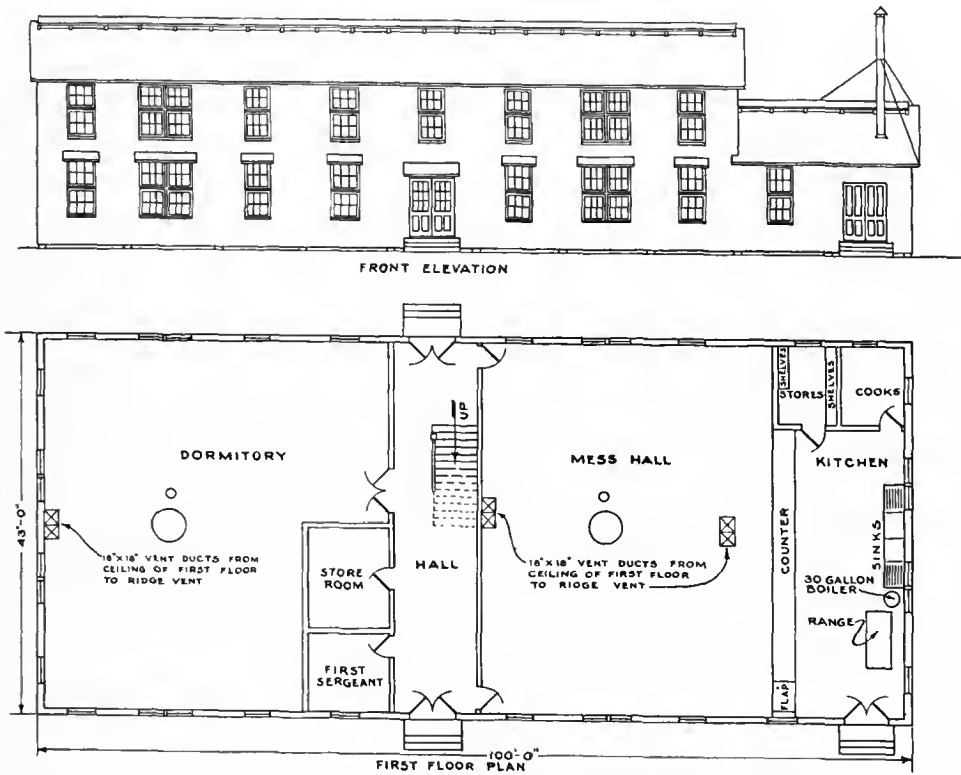 FRONT ELEVATION
43'-0"
DORMITORY
18"X18" VENT DUCTS FROM
CEILING OF FIRST FLOOR
TO RIDGE VENT
STORE
ROOM
FIRST
SERGEANT
UP
HALL
MESS HALL
18"X18" VENT DUCTS FROM
CEILING OF FIRST FLOOR
TO RIDGE VENT
SHELVES
STORES
SHELVES
COOKS
KITCHEN
COUNTER
SINKS
30 GALLON
BOILER
RANGE
FLAP
100'-0"
FIRST FLOOR PLAN